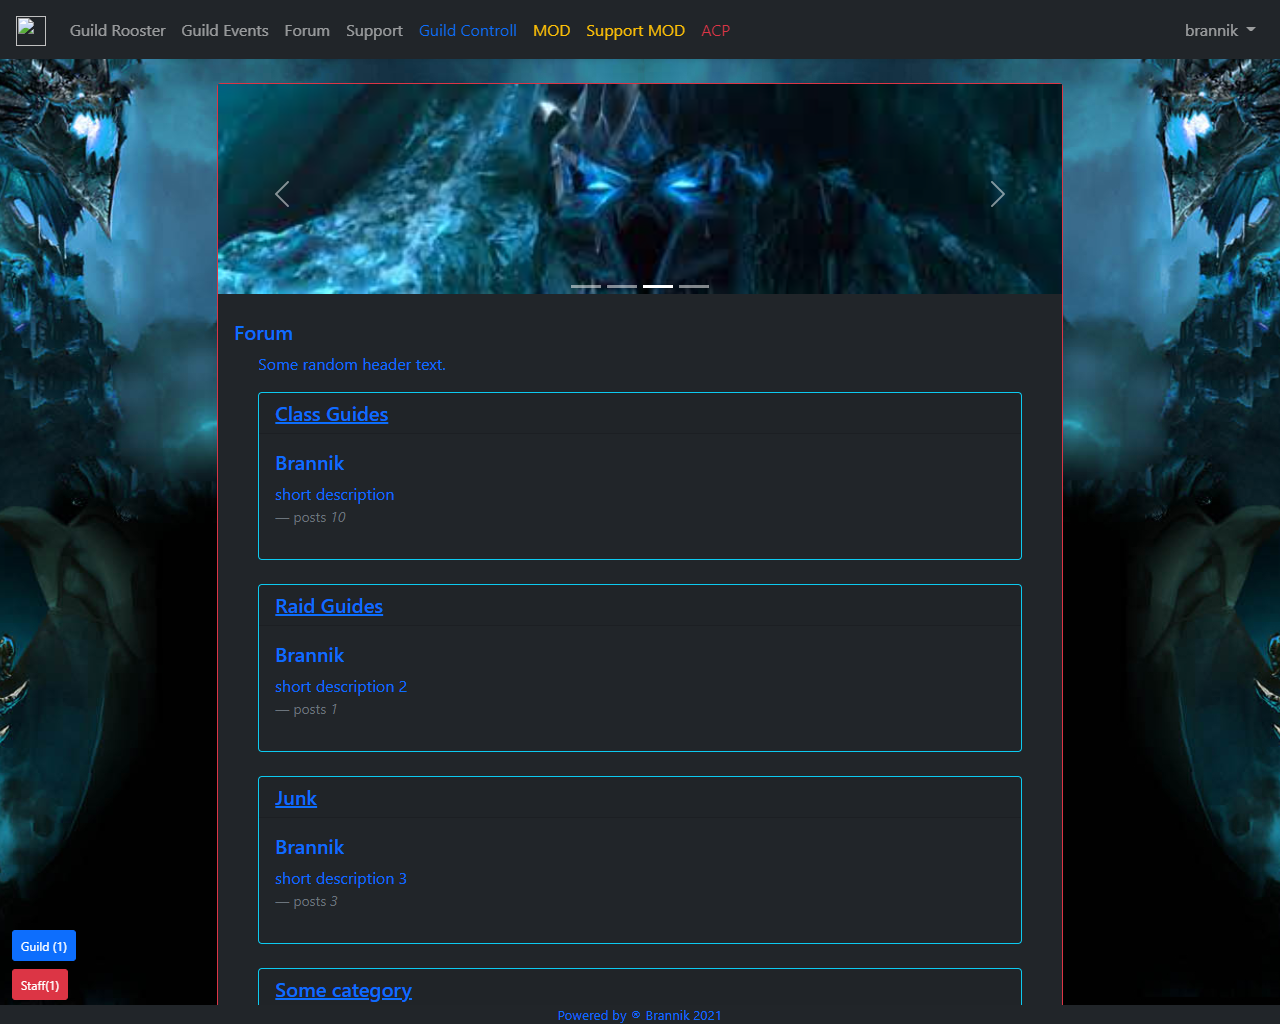 Guild Rooster Guild Events Forum Support Guild Controll MOD Support MOD ACP brannik
Forum
Some random header text.
Class Guides
Brannik
short description
— posts 10
Raid Guides
Brannik
short description 2
— posts 1
Junk
Brannik
short description 3
— posts 3
Some category
Guild (1)
Staff(1)
Powered by ® Brannik 2021